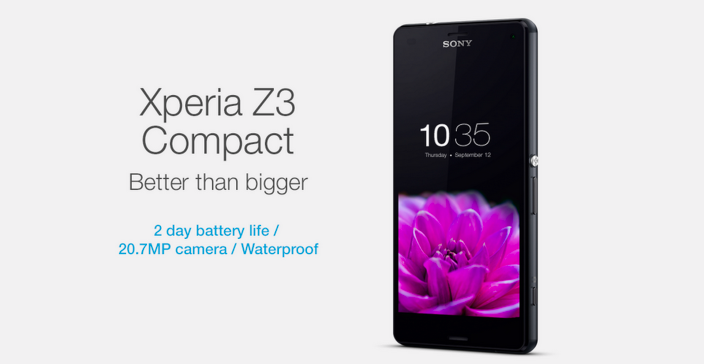 Xperia Z3
Compact
Better than bigger
2 day battery life /
20.7MP camera / Waterproof
SONY
10 35
Thursday • September 12